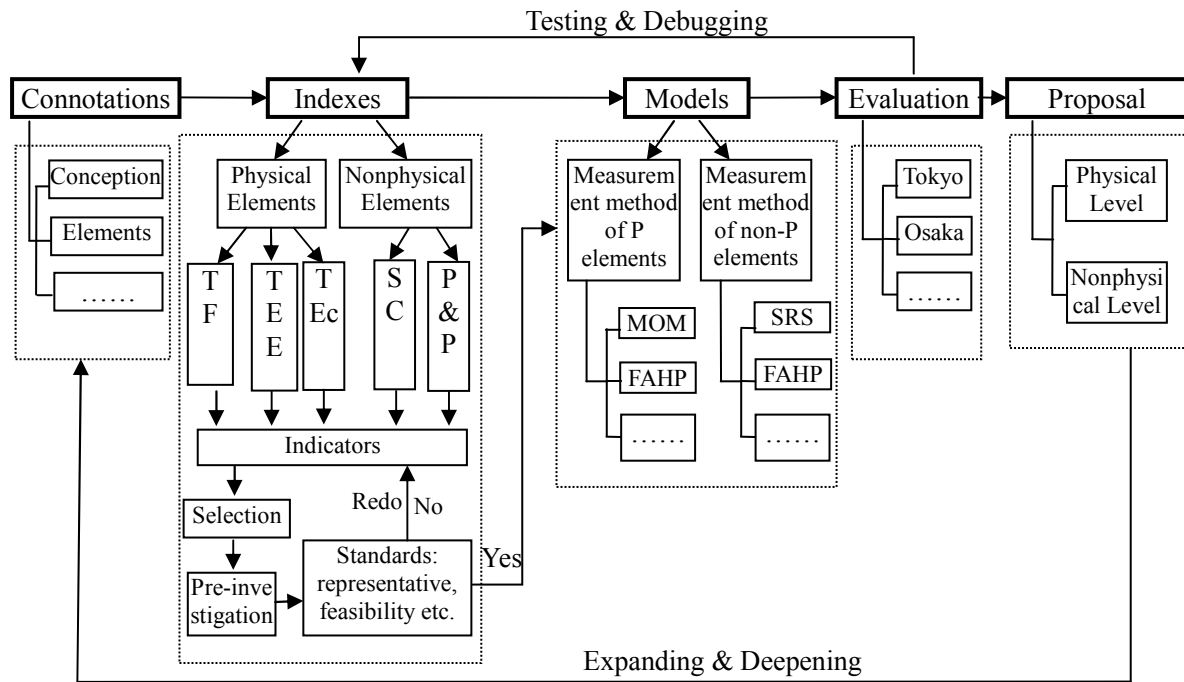 Testing & Debugging
Connotations
Indexes
Models
Evaluation
Proposal
Conception
Elements
......
Physical
Elements
Nonphysical
Elements
T
F
T
E
E
T
Ec
S
C
P
&
P
Indicators
Selection
Redo
No
Pre-inve
stigation
Standards:
representative,
feasibility etc.
Yes
Measurem
ent method
of P
elements
MOM
FAHP
......
Measurem
ent method
of non-P
elements
SRS
FAHP
......
Tokyo
Osaka
......
Physical
Level
Nonphysi
cal Level
Expanding & Deepening